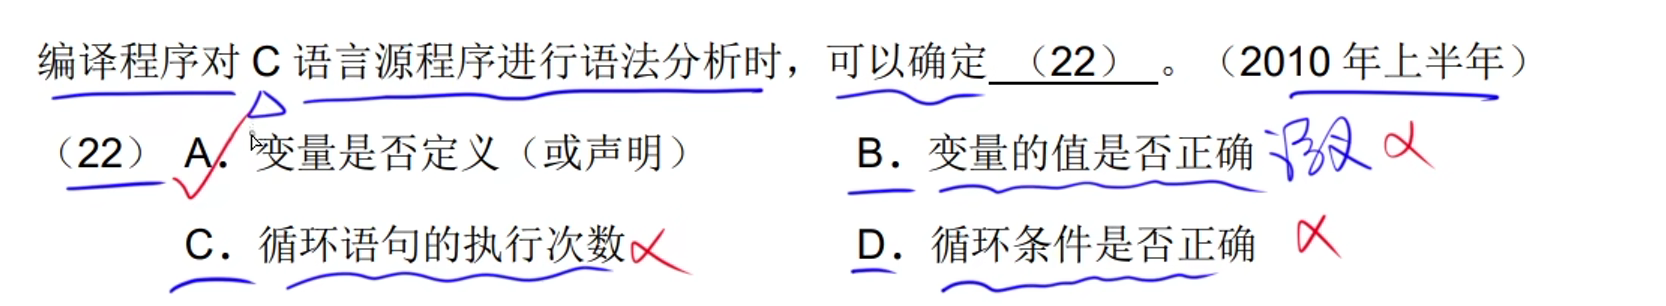 编译程序对 C 语言源程序进行语法分析时，可以确定 （22） 。（2010 年上半年）
（22） A．变量是否定义（或声明） B．变量的值是否正确 语义
C．循环语句的执行次数 D．循环条件是否正确